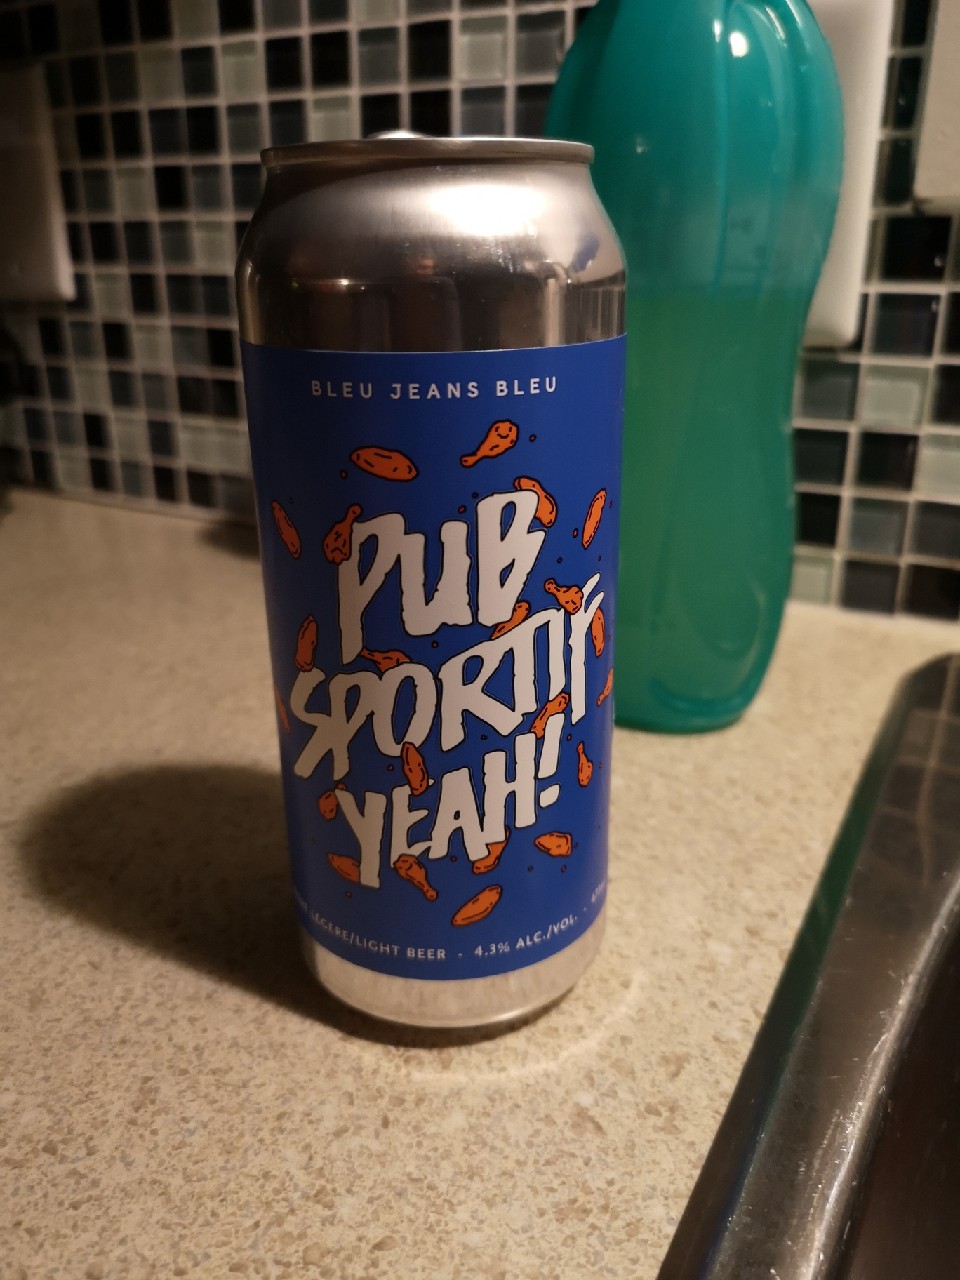 BLEU JEANS BLEU
PUB
SPORTIF
YEAH!
LÉGÈRE/LIGHT BEER · 4.3% ALC./VOL. ·